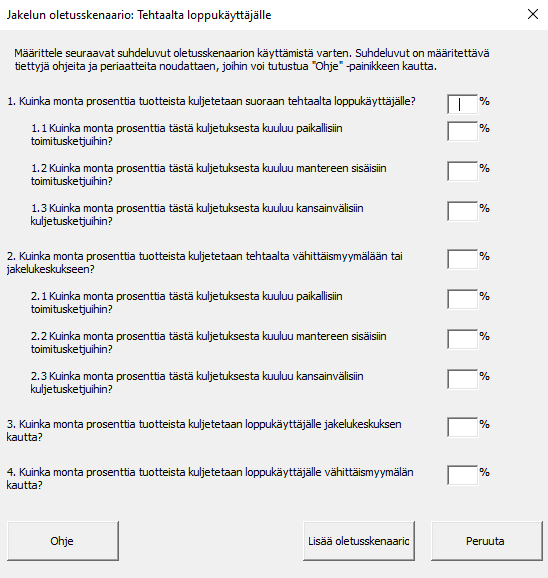 Jakelun oletusskenaario: Tehtaalta loppukäyttäjälle
Määrittele seuraavat suhdeluvut oletusskenaarion käyttämistä varten. Suhdeluvut on määritettävä
tiettyjä ohjeita ja periaatteita noudattaen, joihin voi tutustua "Ohje" -painikkeen kautta.
1. Kuinka monta prosenttia tuotteista kuljetetaan suoraan tehtaalta loppukäyttäjälle? %
1.1 Kuinka monta prosenttia tästä kuljetuksesta kuuluu paikallisiin %
toimitusketjuihin?
1.2 Kuinka monta prosenttia tästä kuljetuksesta kuuluu mantereen sisäisiin %
toimitusketjuihin?
1.3 Kuinka monta prosenttia tästä kuljetuksesta kuuluu kansainvälisiin %
kuljetusketjuihin?
2. Kuinka monta prosenttia tuotteista kuljetetaan tehtaalta vähittäismyymälään tai %
jakelukeskukseen?
2.1 Kuinka monta prosenttia tästä kuljetuksesta kuuluu paikallisiin %
toimitusketjuihin?
2.2 Kuinka monta prosenttia tästä kuljetuksesta kuuluu mantereen sisäisiin %
toimitusketjuihin?
2.3 Kuinka monta prosenttia tästä kuljetuksesta kuuluu kansainvälisiin %
kuljetusketjuihin?
3. Kuinka monta prosenttia tuotteista kuljetetaan loppukäyttäjälle jakelukeskuksen %
kautta?
4. Kuinka monta prosenttia tuotteista kuljetetaan loppukäyttäjälle vähittäismyymälän %
kautta?
Ohje Lisää oletusskenaario Peruuta